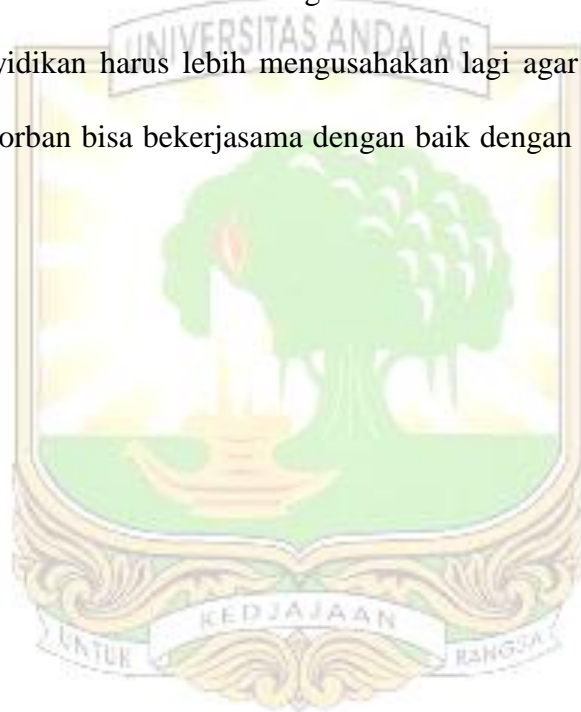 UNIVERSITAS ANDALAS
yidikan harus lebih mengusahakan lagi agar
orban bisa bekerjasama dengan baik dengan
UNTUK KEDJAJAAN BANGSA